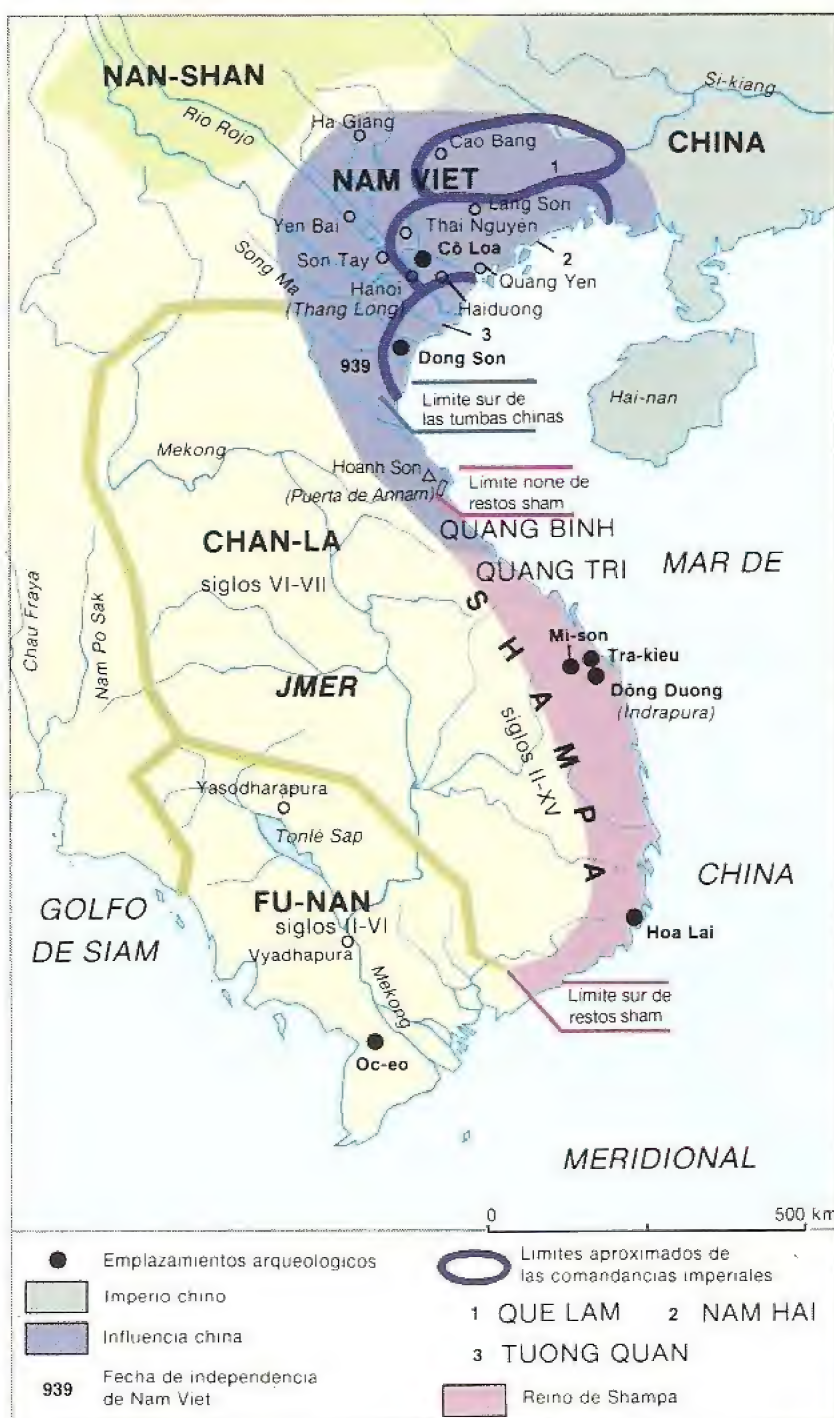 NAN-SHAN
Rio Rojo
Ha Giang
Si-kiang
CHINA
Cao Bang
1
NAM VIET
Lang Son
Yen Bai
Thai Nguyen
2
Song Ma
Son Tay
Cô Loa
Quang Yen
Hanoi
(Thang Long)
Haiduong
3
939
Dong Son
Límite sur de
las tumbas chinas
Hai-nan
Mekong
Hoanh Son
(Puerta de Annam)
Límite none de
restos sham
QUANG BINH
CHAN-LA
siglos VI-VII
QUANG TRI
MAR DE
Chau Fraya
Nam Po Sak
SHAMPA
siglos II-XV
Mi-son
Tra-kieu
Dông Duong
(Indrapura)
JMER
Yasodharapura
Tonlé Sap
CHINA
GOLFO
DE SIAM
FU-NAN
siglos II-VI
Vyadhapura
Mekong
Hoa Lai
Límite sur de
restos sham
Oc-eo
MERIDIONAL
0 500 km
Emplazamientos arqueologicos
Imperio chino
Influencia china
939 Fecha de independencia
de Nam Viet
Limites aproximados de
las comandancias imperiales
1 QUE LAM 2 NAM HAI
3 TUONG QUAN
Reino de Shampa